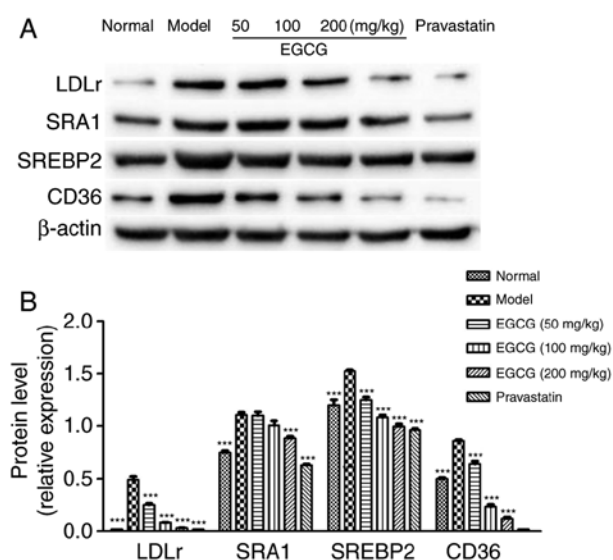 A
Normal Model 50 100 200 (mg/kg) Pravastatin
EGCG
LDLr
SRA1
SREBP2
CD36
β-actin
B
Normal
Model
EGCG (50 mg/kg)
EGCG (100 mg/kg)
EGCG (200 mg/kg)
Pravastatin
Protein level
(relative expression)
2.0
1.5
1.0
0.5
0.0
*** *** *** *** ***
*** *** ***
*** *** *** *** ***
*** *** *** ***
LDLr SRA1 SREBP2 CD36